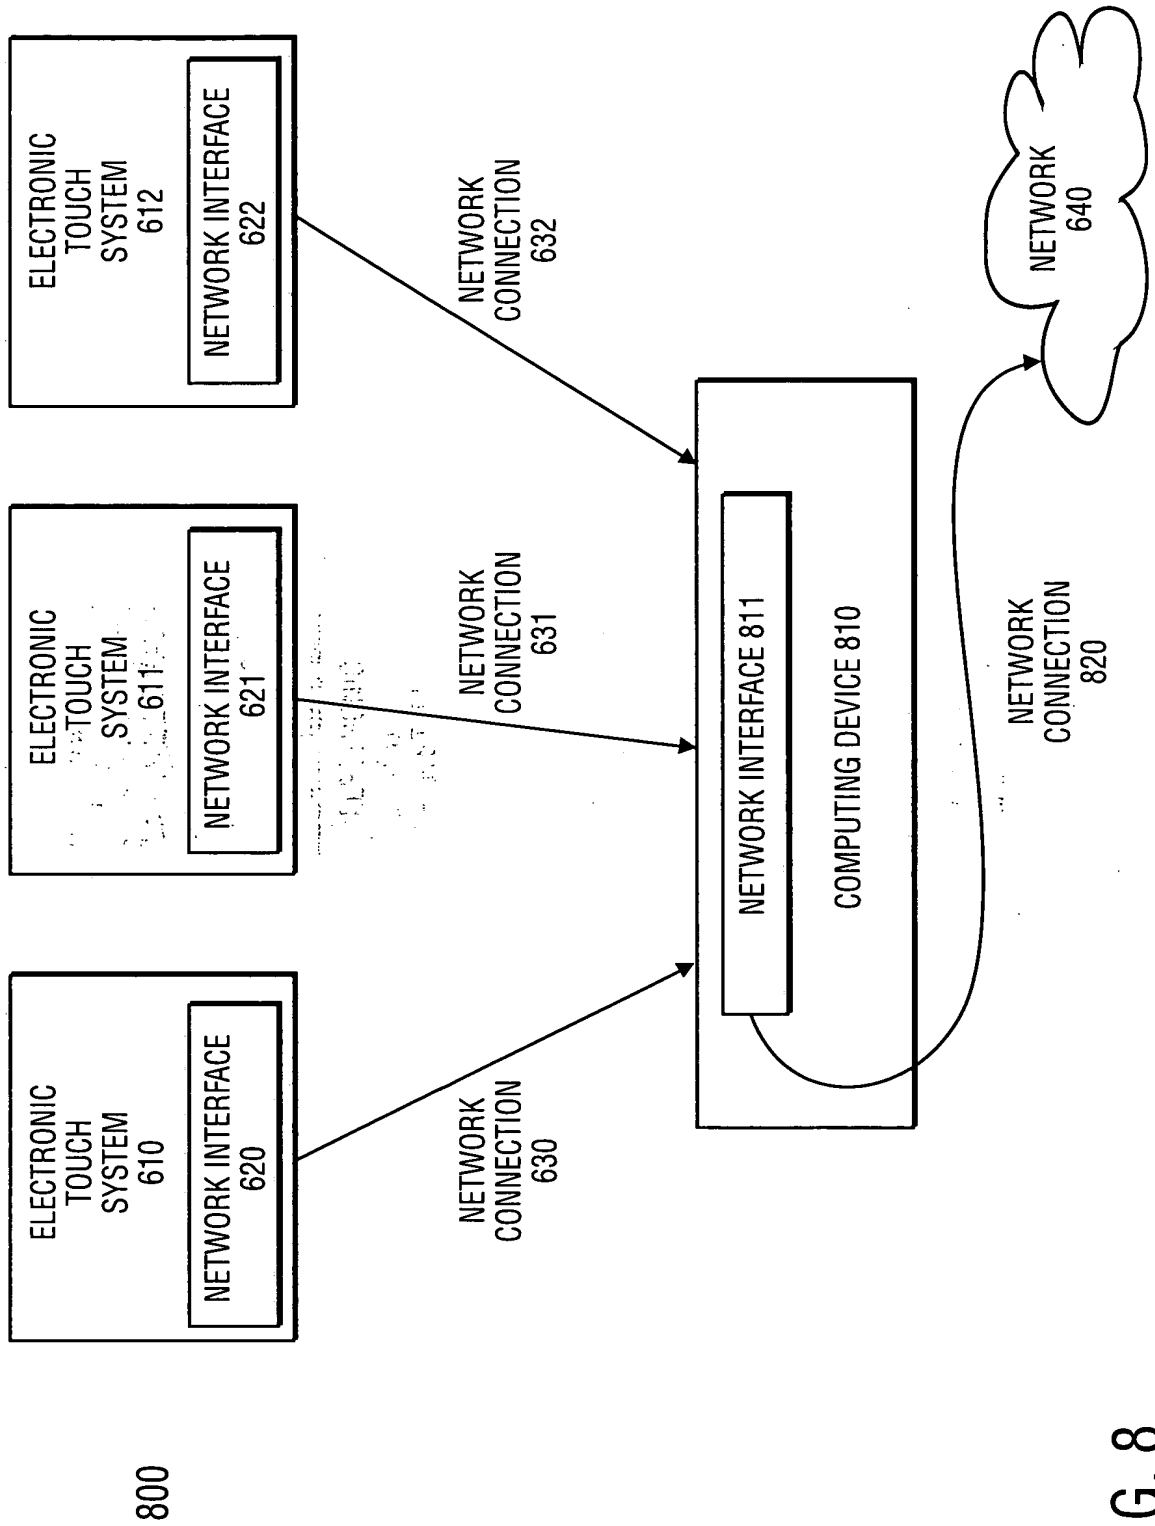 800
ELECTRONIC
TOUCH
SYSTEM
610
NETWORK INTERFACE
620
ELECTRONIC
TOUCH
SYSTEM
611
NETWORK INTERFACE
621
ELECTRONIC
TOUCH
SYSTEM
612
NETWORK INTERFACE
622
NETWORK
CONNECTION
630
NETWORK
CONNECTION
631
NETWORK
CONNECTION
632
NETWORK INTERFACE 811
COMPUTING DEVICE 810
NETWORK
CONNECTION
820
NETWORK
640
G. 8